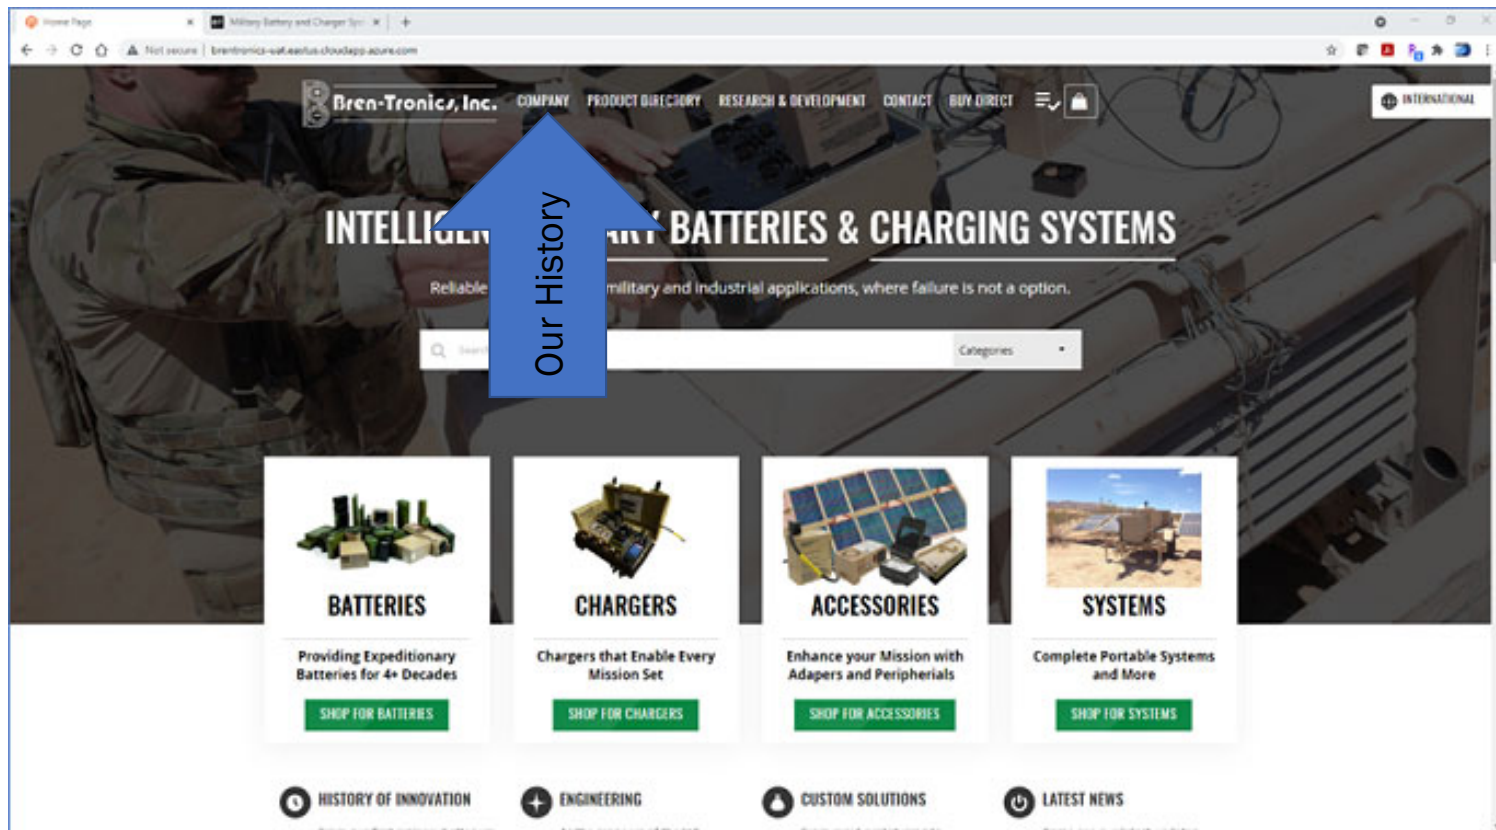 Home Page
Military Battery and Charger Sys
Not secure | brentronics-uat.eastus.cloudapp.azure.com
Bren-Tronics, Inc.
COMPANY PRODUCT DIRECTORY RESEARCH & DEVELOPMENT CONTACT BUY DIRECT
INTERNATIONAL
Our History
BATTERIES & CHARGING SYSTEMS
Reliable military and industrial applications, where failure is not a option.
Categories
BATTERIES
Providing Expeditionary
Batteries for 4+ Decades
SHOP FOR BATTERIES
CHARGERS
Chargers that Enable Every
Mission Set
SHOP FOR CHARGERS
ACCESSORIES
Enhance your Mission with
Adapers and Peripherials
SHOP FOR ACCESSORIES
SYSTEMS
Complete Portable Systems
and More
SHOP FOR SYSTEMS
HISTORY OF INNOVATION
ENGINEERING
CUSTOM SOLUTIONS
LATEST NEWS